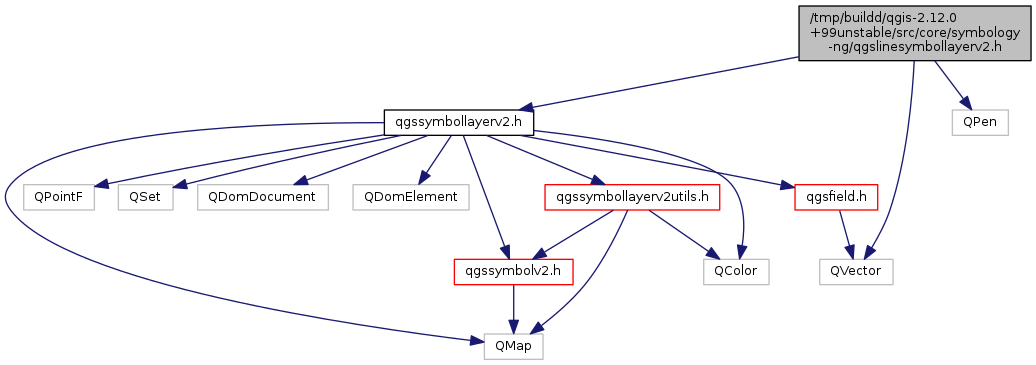 /tmp/buildd/qgis-2.12.0
+99unstable/src/core/symbology
-ng/qgslinesymbollayerv2.h
qgssymbollayerv2.h
QPen
QPointF
QSet
QDomDocument
QDomElement
qgssymbollayerv2utils.h
qgsfield.h
qgssymbolv2.h
QColor
QVector
QMap